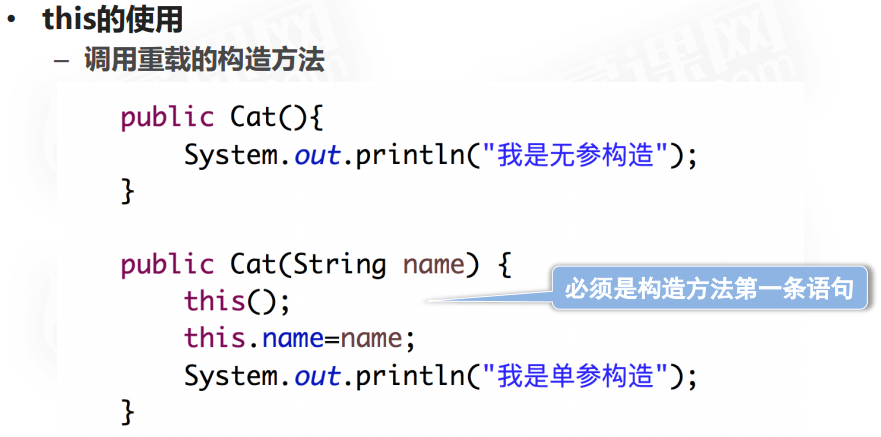 • this的使用
– 调用重载的构造方法
public Cat(){
System.out.println("我是无参构造");
}
public Cat(String name) {
this();
必须是构造方法第一条语句
this.name=name;
System.out.println("我是单参构造");
}